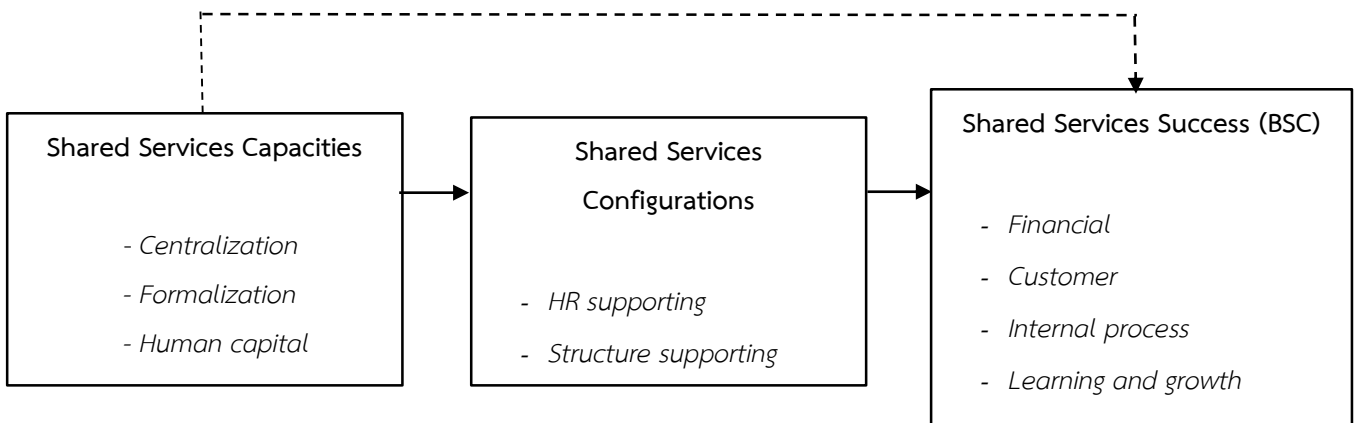 Shared Services Capacities
- Centralization
- Formalization
- Human capital
Shared Services
Configurations
- HR supporting
- Structure supporting
Shared Services Success (BSC)
- Financial
- Customer
- Internal process
- Learning and growth